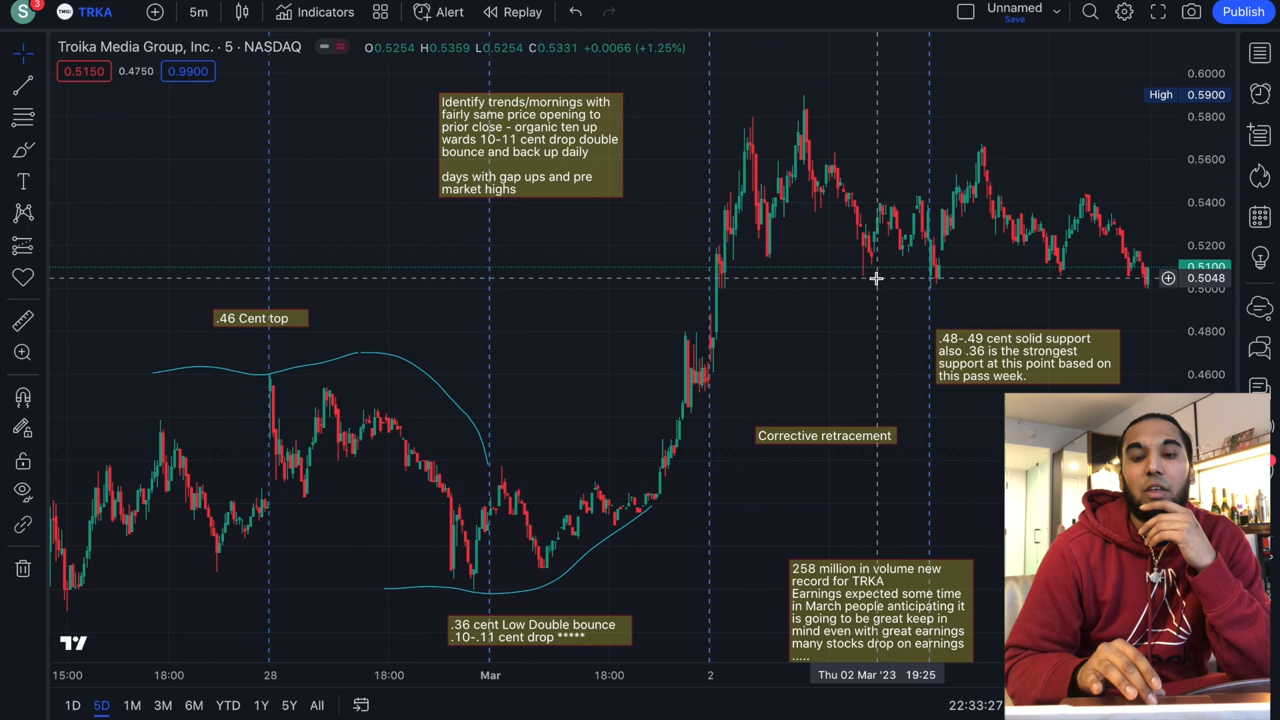 S
3
TMG
TRKA
5m
Indicators
Alert
Replay
Unnamed
Save
Publish
Troika Media Group, Inc. · 5 · NASDAQ
O0.5254 H0.5359 L0.5254 C0.5331 +0.0066 (+1.25%)
0.5150
0.4750
0.9900
Identify trends/mornings with
fairly same price opening to
prior close - organic ten up
wards 10-11 cent drop double
bounce and back up daily
days with gap ups and pre
market highs
0.6000
High 0.5900
0.5800
0.5600
0.5400
0.5200
0.5100
0.5048
0.5000
0.4800
0.4600
.46 Cent top
.48-.49 cent solid support
also .36 is the strongest
support at this point based on
this pass week.
Corrective retracement
258 million in volume new
record for TRKA
Earnings expected some time
in March people anticipating it
is going to be great keep in
mind even with great earnings
many stocks drop on earnings
.....
.36 cent Low Double bounce
.10-.11 cent drop *****
15:00
18:00
28
18:00
Mar
18:00
2
Thu 02 Mar '23 19:25
1D
5D
1M
3M
6M
YTD
1Y
5Y
All
22:33:27